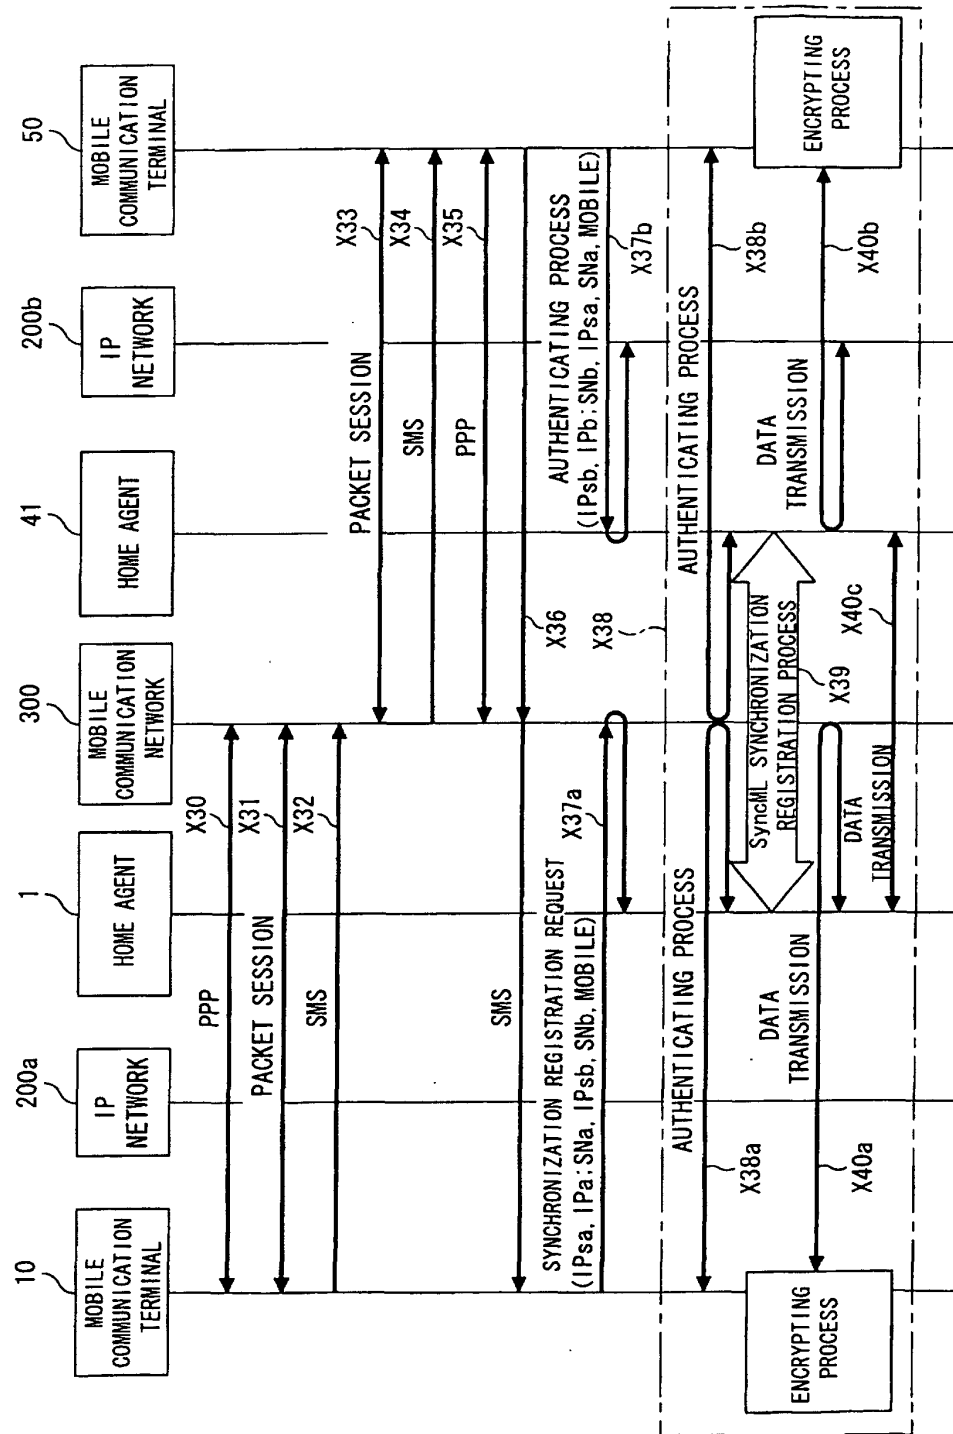 10
MOBILE
COMMUNICATION
TERMINAL
200a
IP
NETWORK
1
HOME AGENT
300
MOBILE
COMMUNICATION
NETWORK
41
HOME AGENT
200b
IP
NETWORK
50
MOBILE
COMMUNICATION
TERMINAL
PPP
X30
PACKET SESSION
X31
SMS
X32
PACKET SESSION
X33
SMS
X34
PPP
X35
SMS
X36
SYNCHRONIZATION REGISTRATION REQUEST
(IPsa, IPa:SNa, IPsb, SNb, MOBILE)
X37a
AUTHENTICATING PROCESS
(IPsb, IPb:SNb, IPsa, SNa, MOBILE)
X37b
X38
AUTHENTICATING PROCESS
X38a
AUTHENTICATING PROCESS
X38b
SyncML SYNCHRONIZATION
REGISTRATION PROCESS
X39
ENCRYPTING
PROCESS
DATA
TRANSMISSION
X40a
DATA
TRANSMISSION
X40c
DATA
TRANSMISSION
X40b
ENCRYPTING
PROCESS